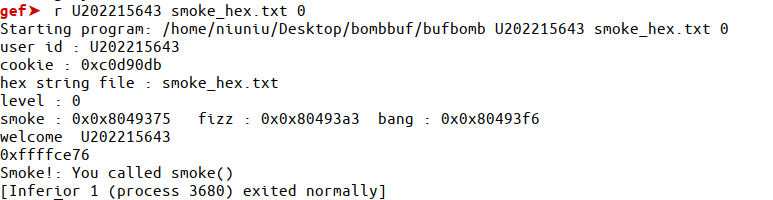 gef➤ r U202215643 smoke_hex.txt 0
Starting program: /home/niuniu/Desktop/bombbuf/bufbomb U202215643 smoke_hex.txt 0
user id : U202215643
cookie : 0xc0d90db
hex string file : smoke_hex.txt
level : 0
smoke : 0x0x8049375   fizz : 0x0x80493a3  bang : 0x0x80493f6
welcome  U202215643
0xffffce76
Smoke!: You called smoke()
[Inferior 1 (process 3680) exited normally]